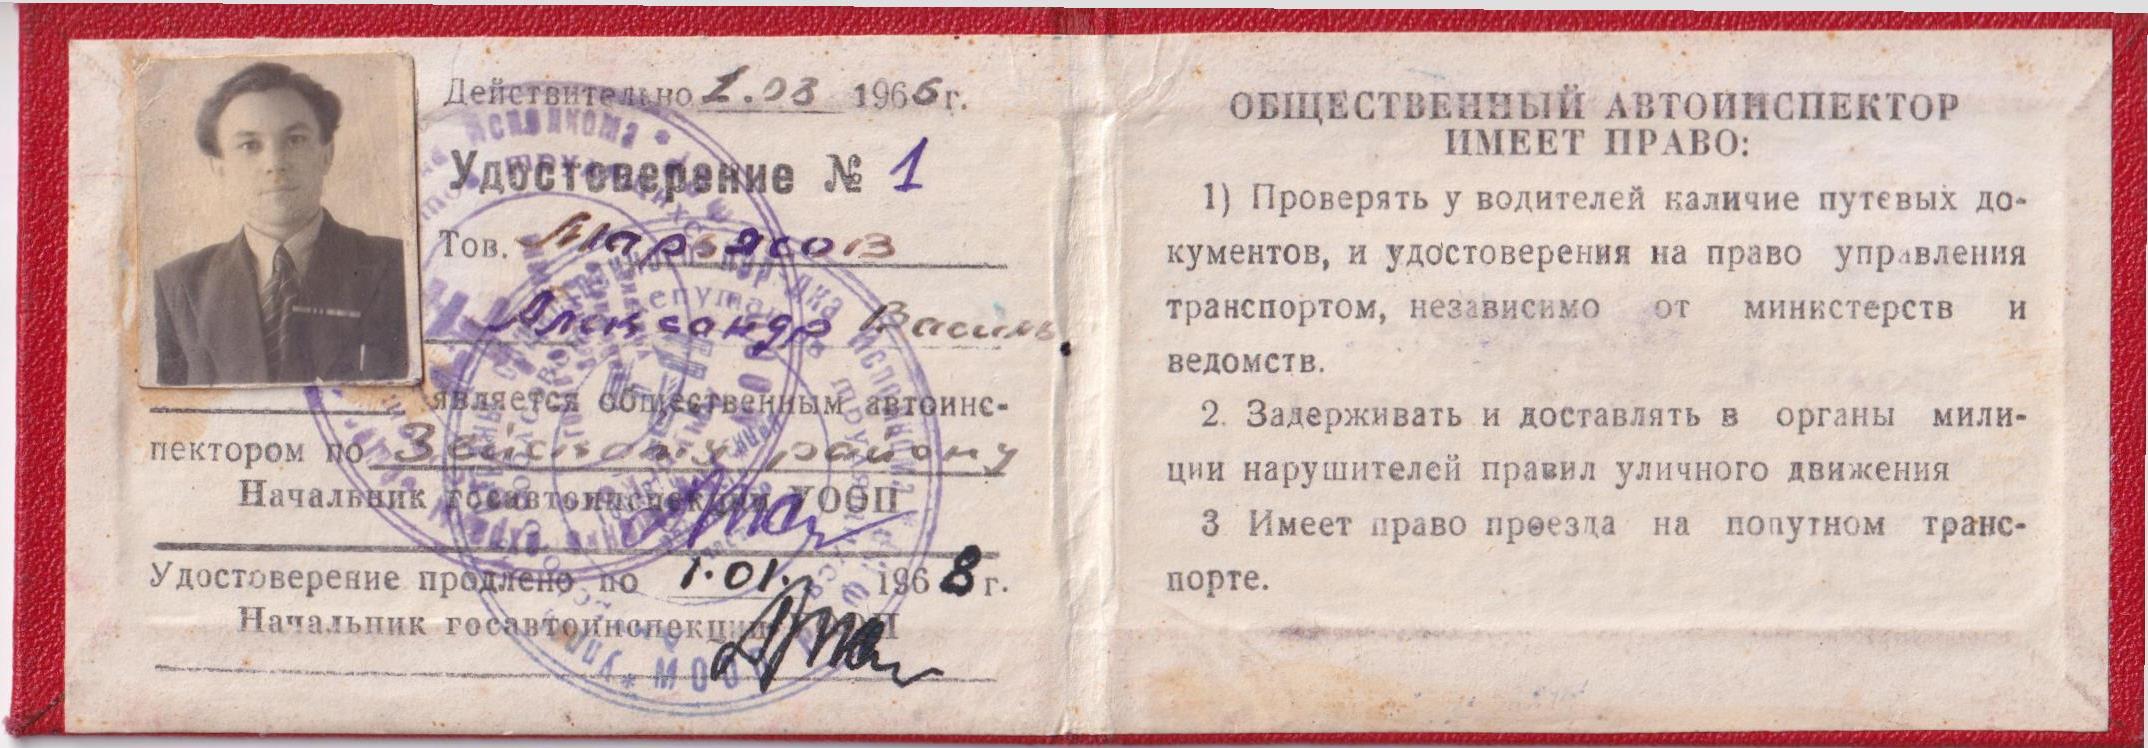 Действительно 1.03 1966 г.
Удостоверение № 1
Тов. Марьясов
Александр Василь.
является общественным автоинс-
пектором по Зейскому району
Начальник госавтоинспекции УООП
Удостоверение продлено по 1.01. 1968 г.
Начальник госавтоинспекции УООП
ОБЩЕСТВЕННЫЙ АВТОИНСПЕКТОР
ИМЕЕТ ПРАВО:
1) Проверять у водителей наличие путевых до-
кументов, и удостоверения на право управления
транспортом, независимо от министерств и
ведомств.
2. Задерживать и доставлять в органы мили-
ции нарушителей правил уличного движения
3 Имеет право проезда на попутном транс-
порте.